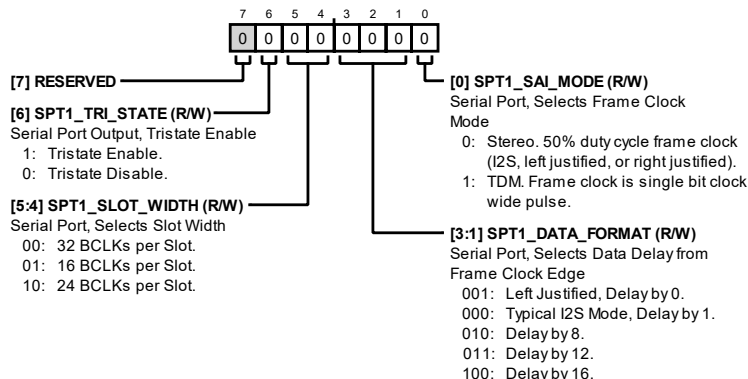 7 6 5 4 3 2 1 0
0 0 0 0 0 0 0 0
[7] RESERVED
[6] SPT1_TRI_STATE (R/W)
Serial Port Output, Tristate Enable
1: Tristate Enable.
0: Tristate Disable.
[5:4] SPT1_SLOT_WIDTH (R/W)
Serial Port, Selects Slot Width
00: 32 BCLKs per Slot.
01: 16 BCLKs per Slot.
10: 24 BCLKs per Slot.
[0] SPT1_SAI_MODE (R/W)
Serial Port, Selects Frame Clock
Mode
0: Stereo. 50% duty cycle frame clock
(I2S, left justified, or right justified).
1: TDM. Frame clock is single bit clock
wide pulse.
[3:1] SPT1_DATA_FORMAT (R/W)
Serial Port, Selects Data Delay from
Frame Clock Edge
001: Left Justified, Delay by 0.
000: Typical I2S Mode, Delay by 1.
010: Delay by 8.
011: Delay by 12.
100: Delay by 16.